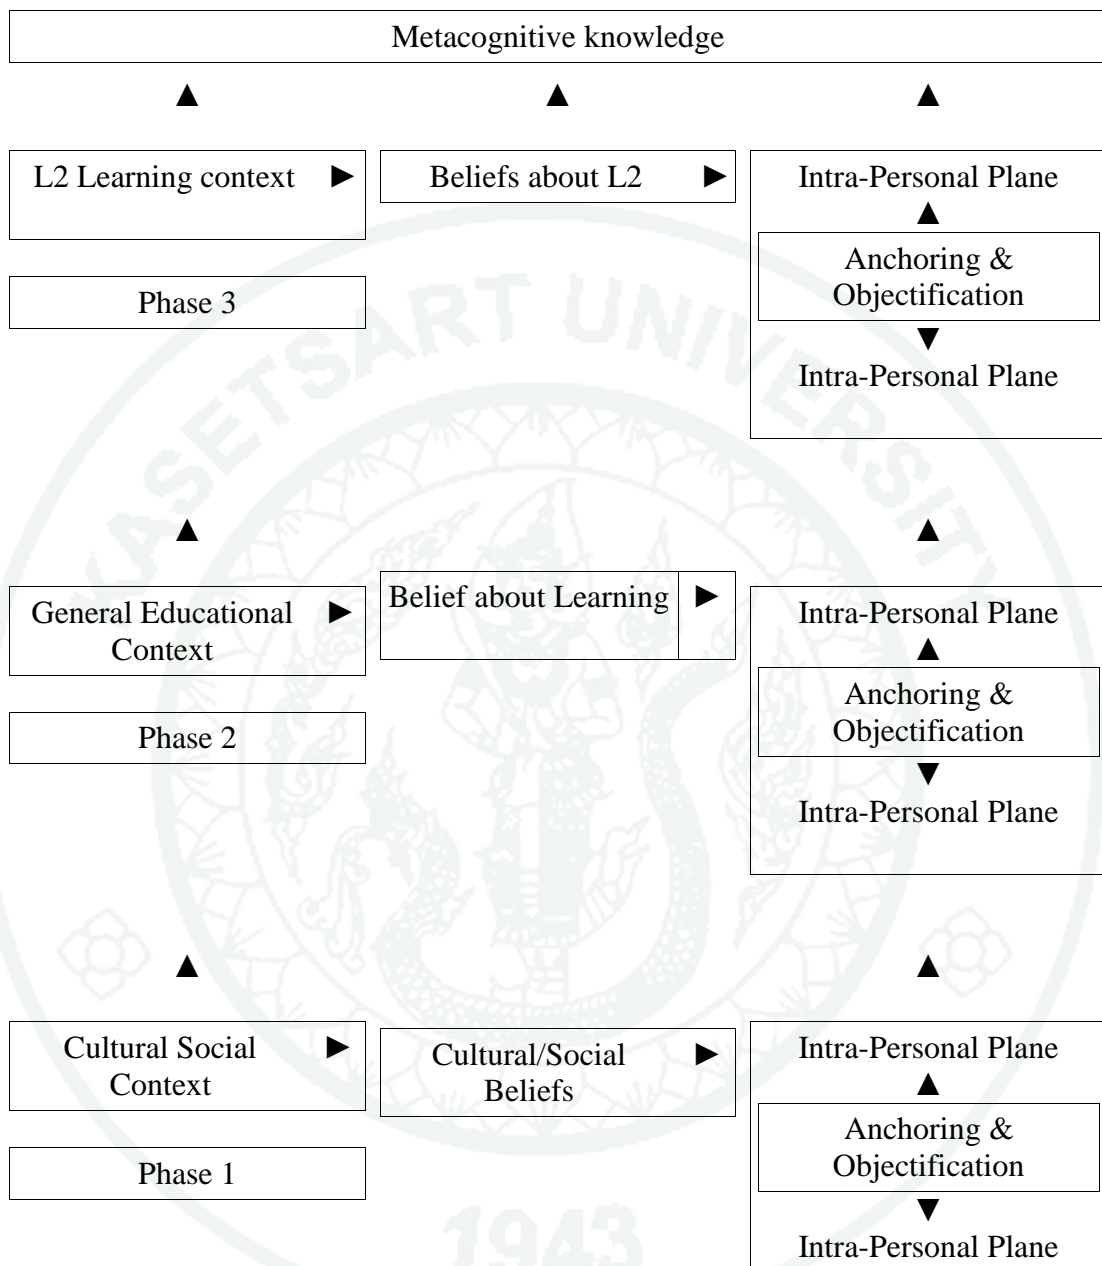 Metacognitive knowledge
▲ ▲ ▲
L2 Learning context ►
Beliefs about L2 ►
Intra-Personal Plane
▲
Anchoring &
Objectification
▼
Intra-Personal Plane
Phase 3
▲ ▲
General Educational ►
Context
Belief about Learning ►
Intra-Personal Plane
▲
Anchoring &
Objectification
▼
Intra-Personal Plane
Phase 2
▲ ▲
Cultural Social ►
Context
Cultural/Social ►
Beliefs
Intra-Personal Plane
▲
Anchoring &
Objectification
▼
Intra-Personal Plane
Phase 1
KASETSART UNIVERSITY
1943